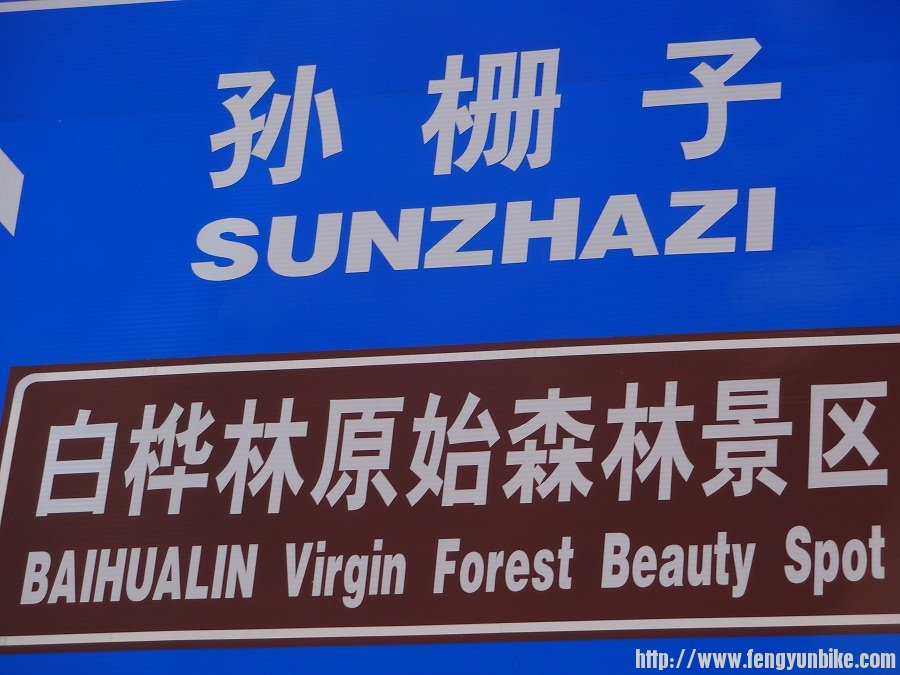 孙栅子
SUNZHAZI
白桦林原始森林景区
BAIHUALIN Virgin Forest Beauty Spot
http://www.fengyunbike.com/